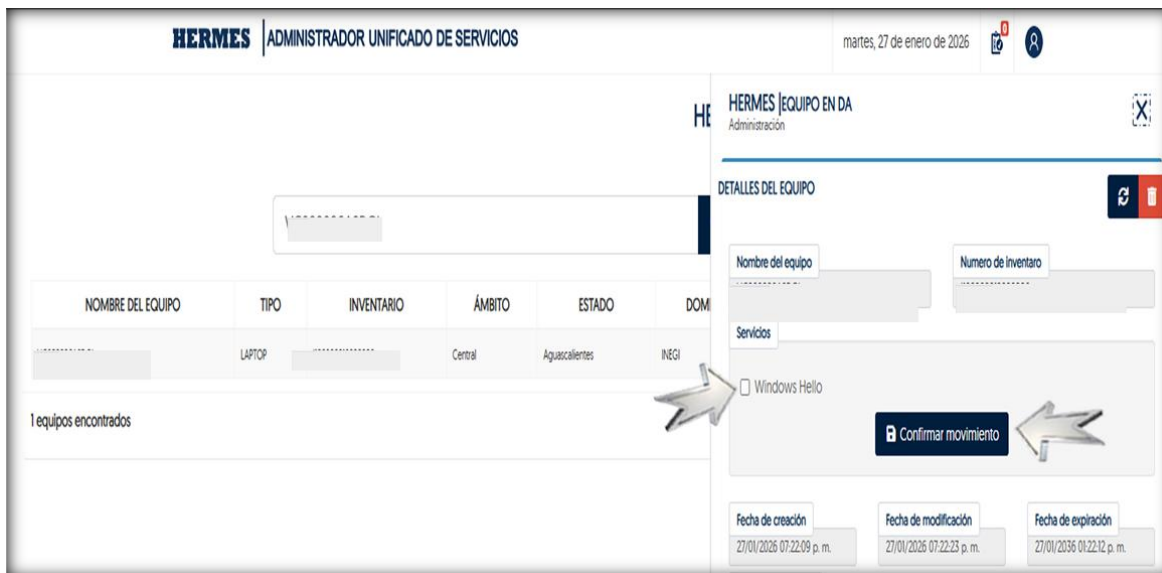 HERMES | ADMINISTRADOR UNIFICADO DE SERVICIOS
martes, 27 de enero de 2026
0
HERMES | EQUIPO EN DA
Administración
DETALLES DEL EQUIPO
Nombre del equipo
Numero de inventaro
NOMBRE DEL EQUIPO TIPO INVENTARIO ÁMBITO ESTADO
LAPTOP Central Aguascalientes INEGI
1 equipos encontrados
Servicios
Windows Hello
Confirmar movimiento
Fecha de creación Fecha de modificación Fecha de expiración
27/01/2026 07:22:09 p. m. 27/01/2026 07:22:23 p. m. 27/01/2036 01:22:12 p. m.